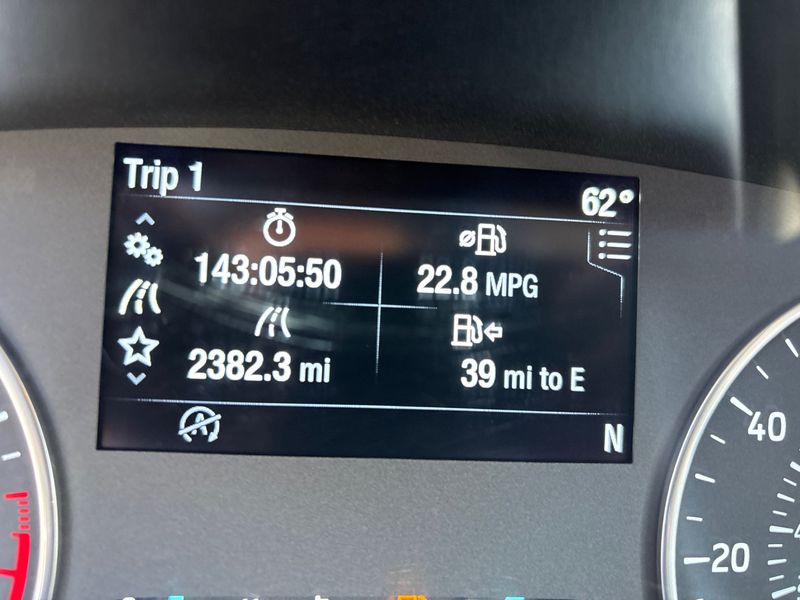 Trip 1
62°
143:05:50
22.8 MPG
2382.3 mi
39 mi to E
A
N
40
20